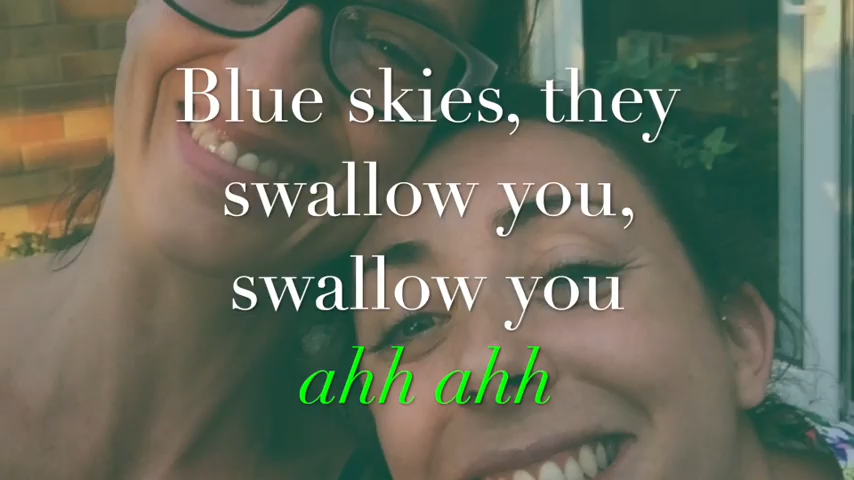 Blue skies, they
swallow you,
swallow you
ahh ahh